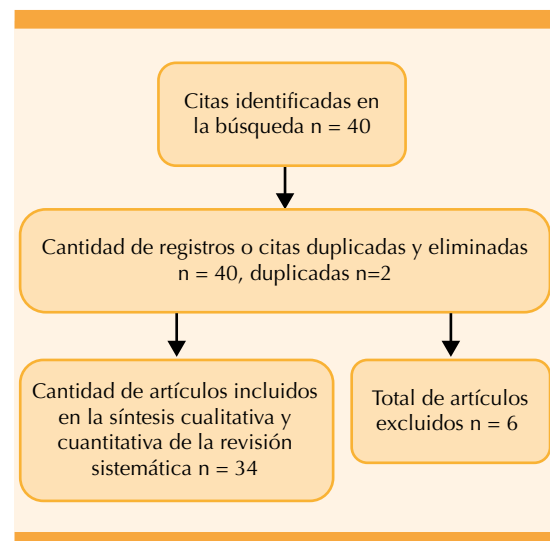 Citas identificadas en
la búsqueda n = 40
Cantidad de registros o citas duplicadas y eliminadas
n = 40, duplicadas n=2
Cantidad de artículos incluidos
en la síntesis cualitativa y
cuantitativa de la revisión
sistemática n = 34
Total de artículos
excluidos n = 6